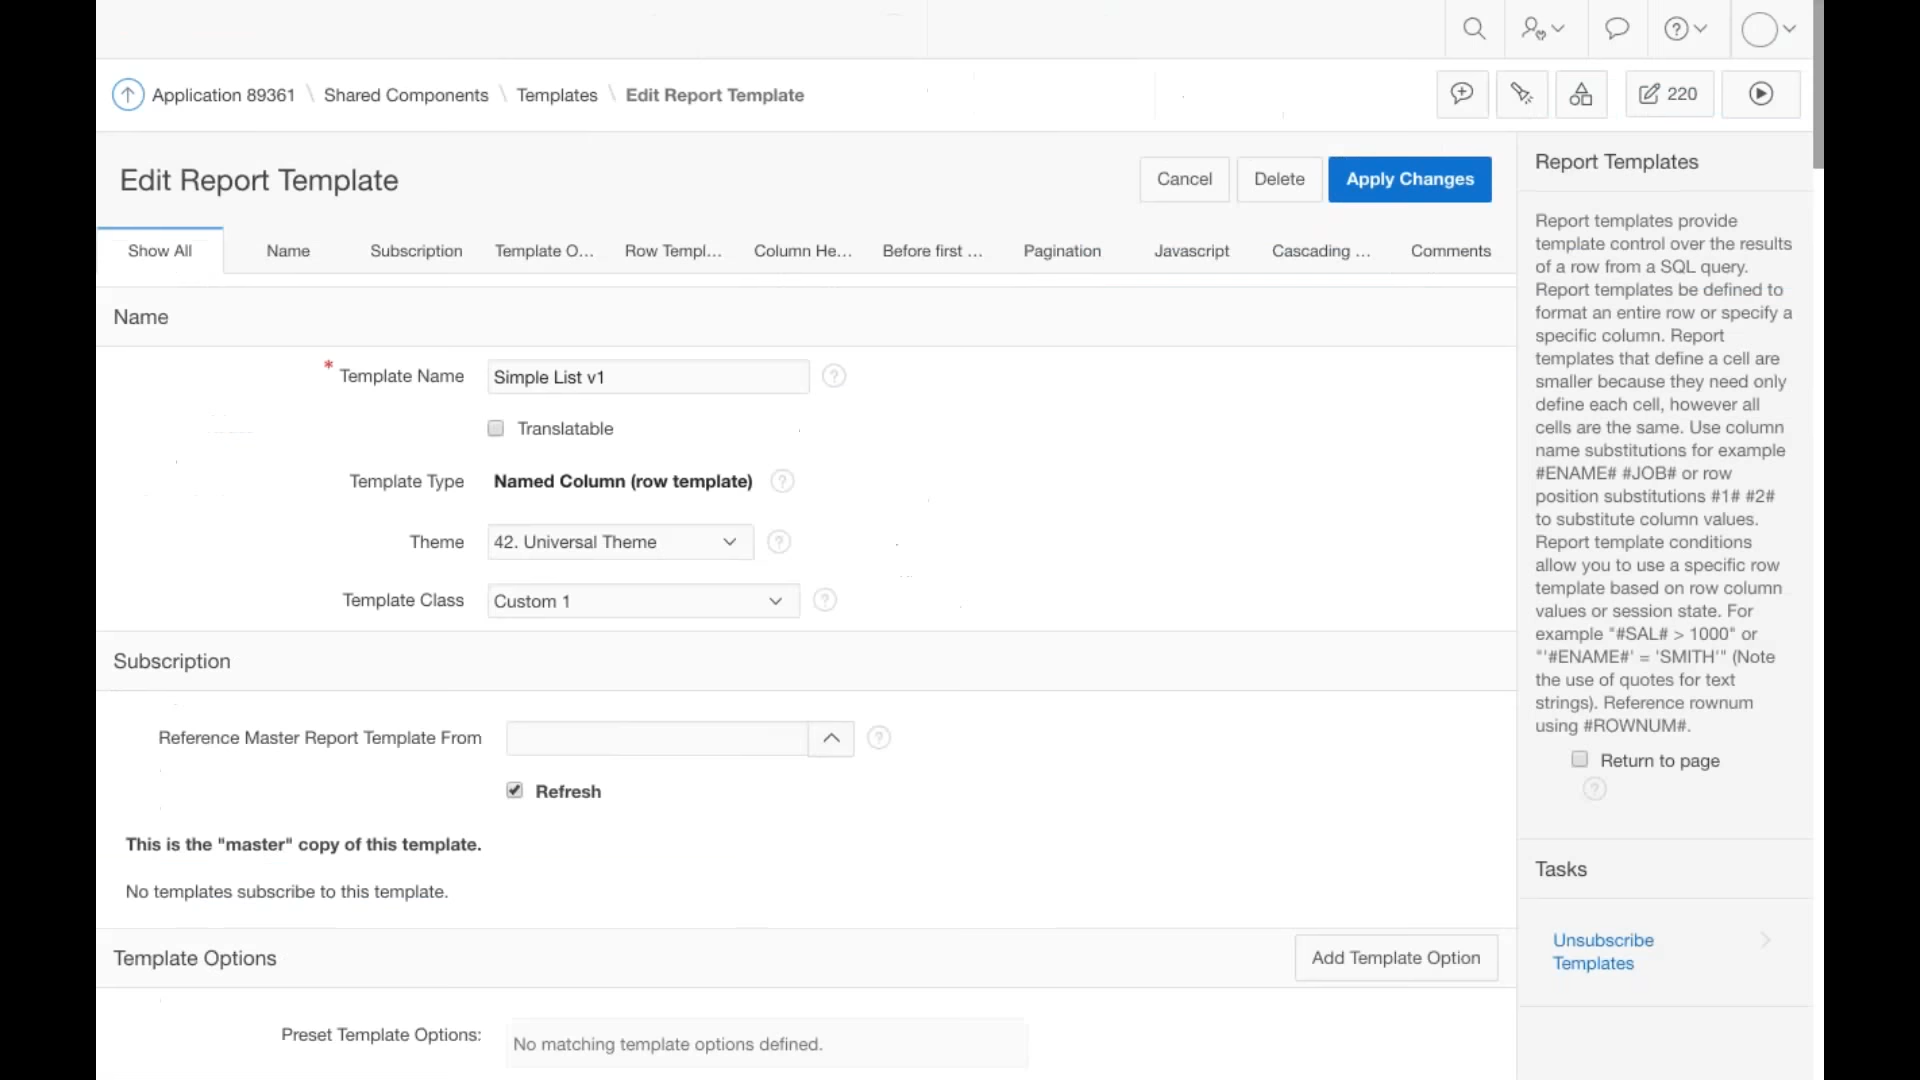 Application 89361 \ Shared Components \ Templates \ Edit Report Template
220
Edit Report Template
Cancel
Delete
Apply Changes
Show All
Name
Subscription
Template O...
Row Templ...
Column He...
Before first ...
Pagination
Javascript
Cascading ...
Comments
Name
* Template Name
Simple List v1
Translatable
Template Type
Named Column (row template)
Theme
42. Universal Theme
Template Class
Custom 1
Subscription
Reference Master Report Template From
Refresh
This is the "master" copy of this template.
No templates subscribe to this template.
Template Options
Add Template Option
Preset Template Options:
No matching template options defined.
Report Templates
Report templates provide
template control over the results
of a row from a SQL query.
Report templates be defined to
format an entire row or specify a
specific column. Report
templates that define a cell are
smaller because they need only
define each cell, however all
cells are the same. Use column
name substitutions for example
#ENAME# #JOB# or row
position substitutions #1# #2#
to substitute column values.
Report template conditions
allow you to use a specific row
template based on row column
values or session state. For
example "#SAL# > 1000" or
"'#ENAME#' = 'SMITH'" (Note
the use of quotes for text
strings). Reference rownum
using #ROWNUM#.
Return to page
Tasks
Unsubscribe
Templates